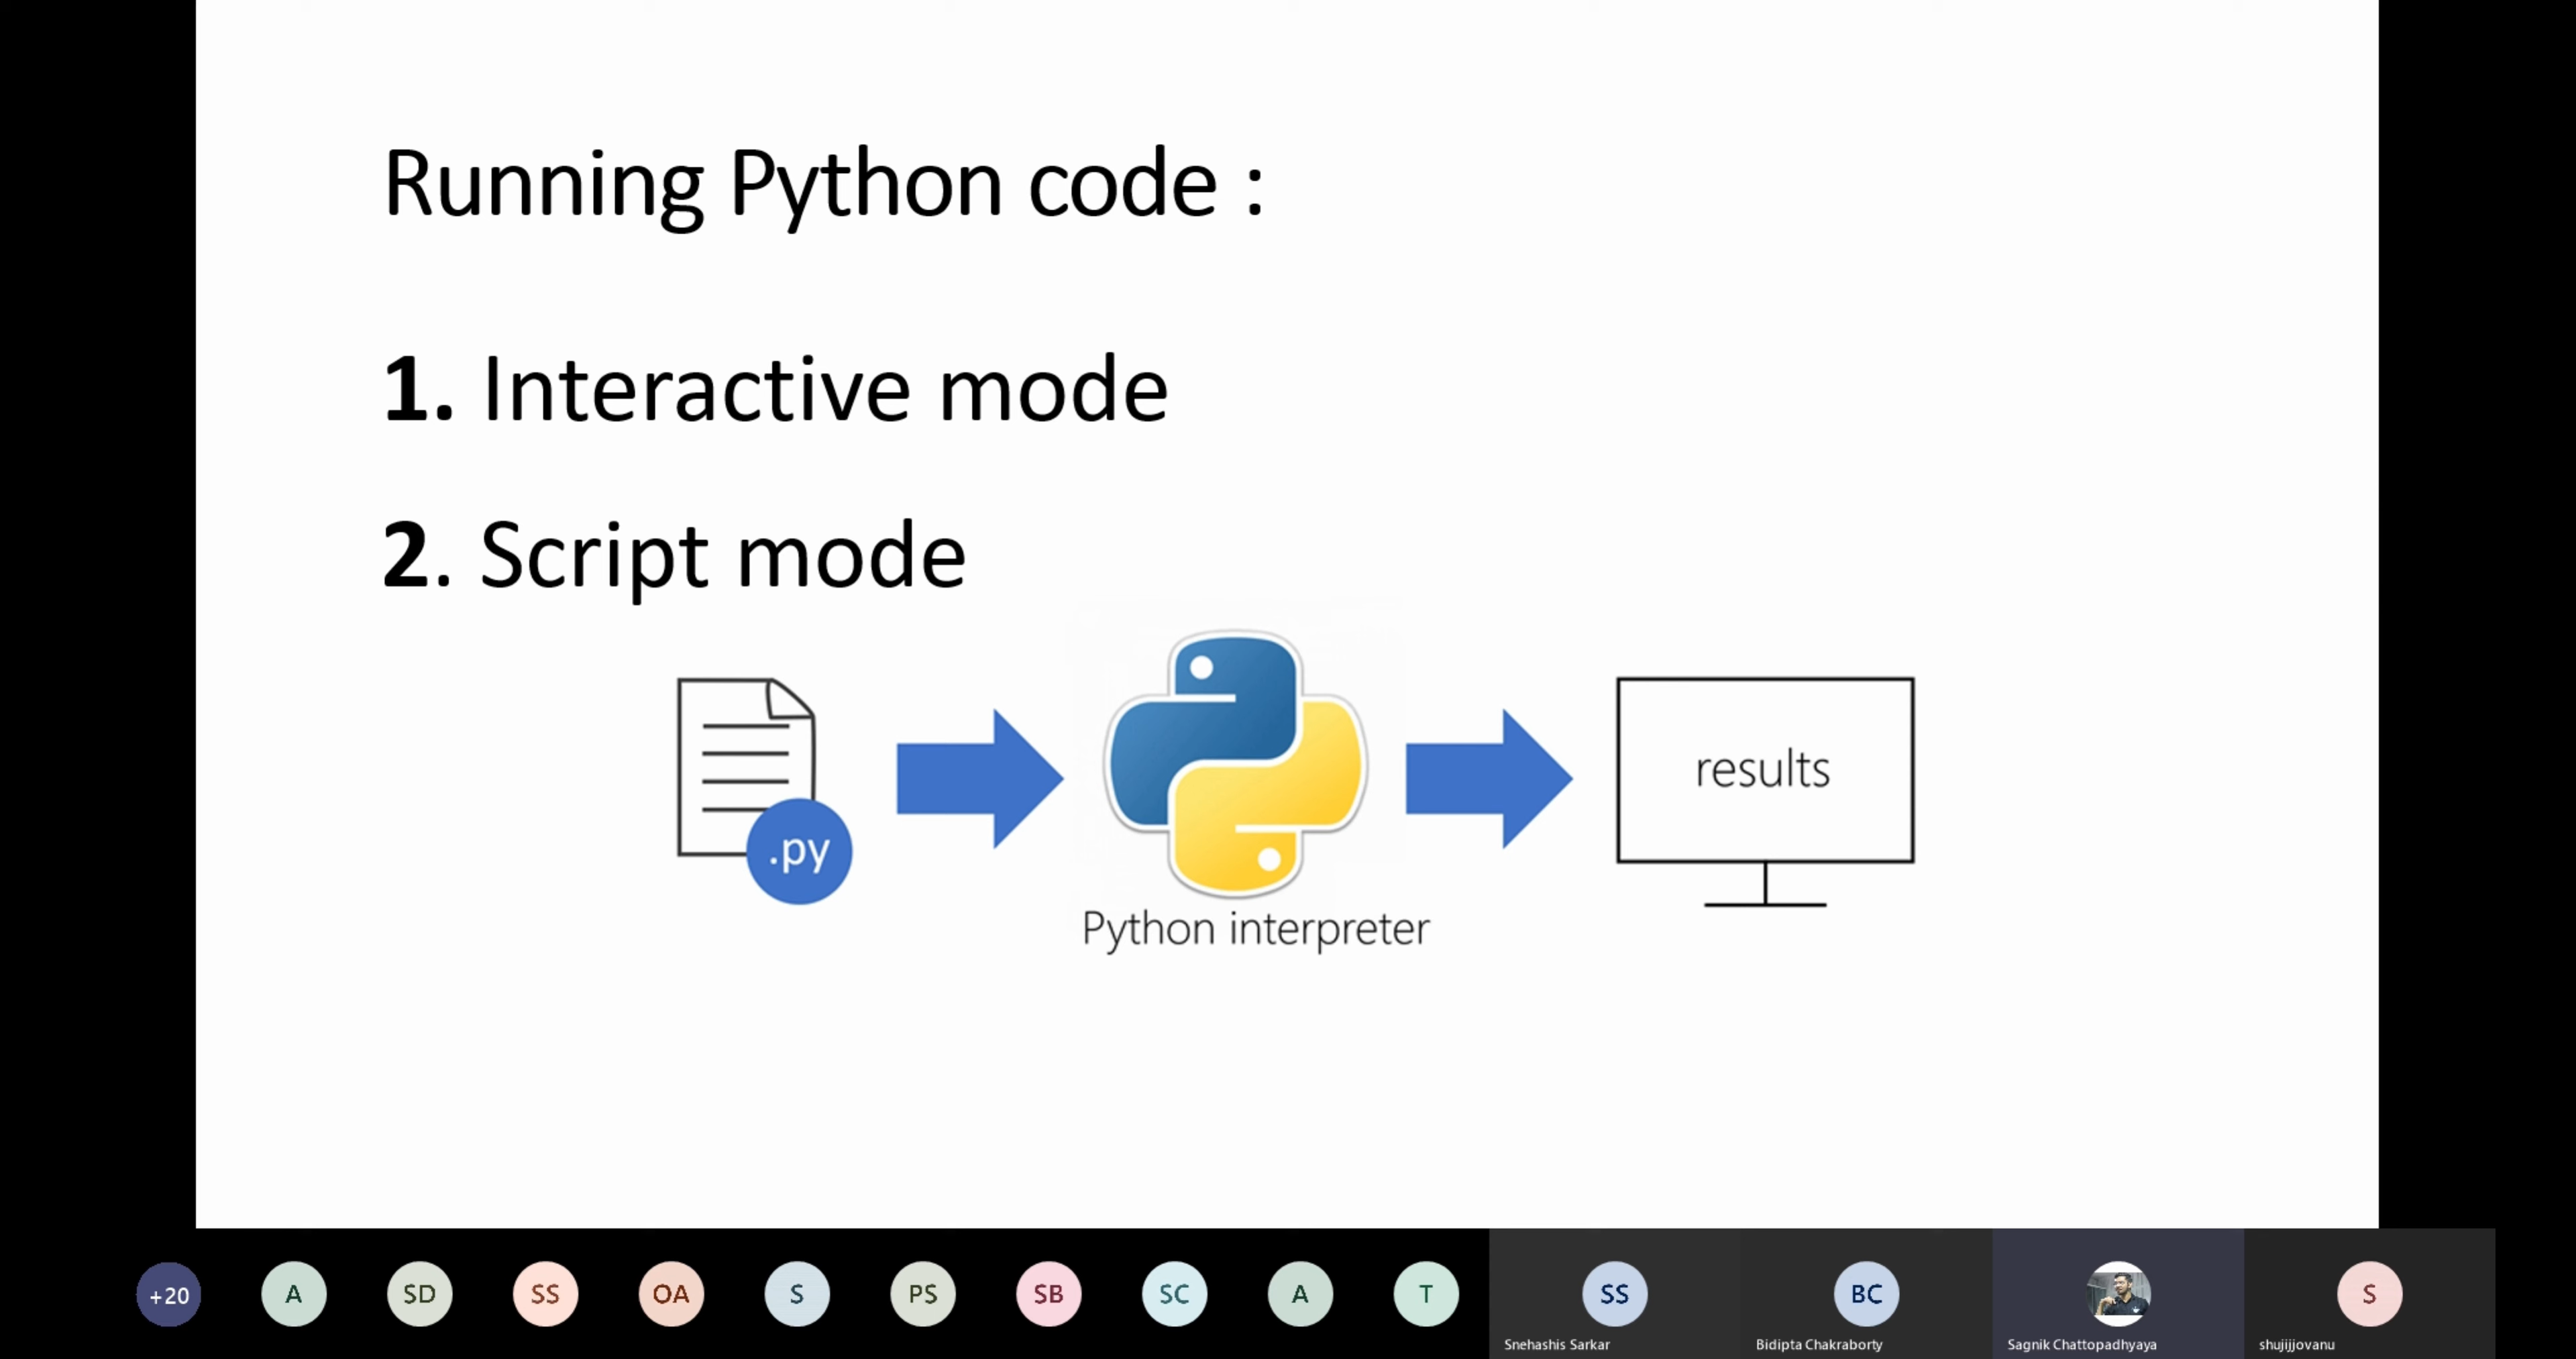 Running Python code :
1. Interactive mode
2. Script mode
.py
results
Python interpreter
+20
A
SD
SS
OA
S
PS
SB
SC
A
T
SS
BC
S
Snehashis Sarkar
Bidipta Chakraborty
Sagnik Chattopadhyaya
shujijjovanu